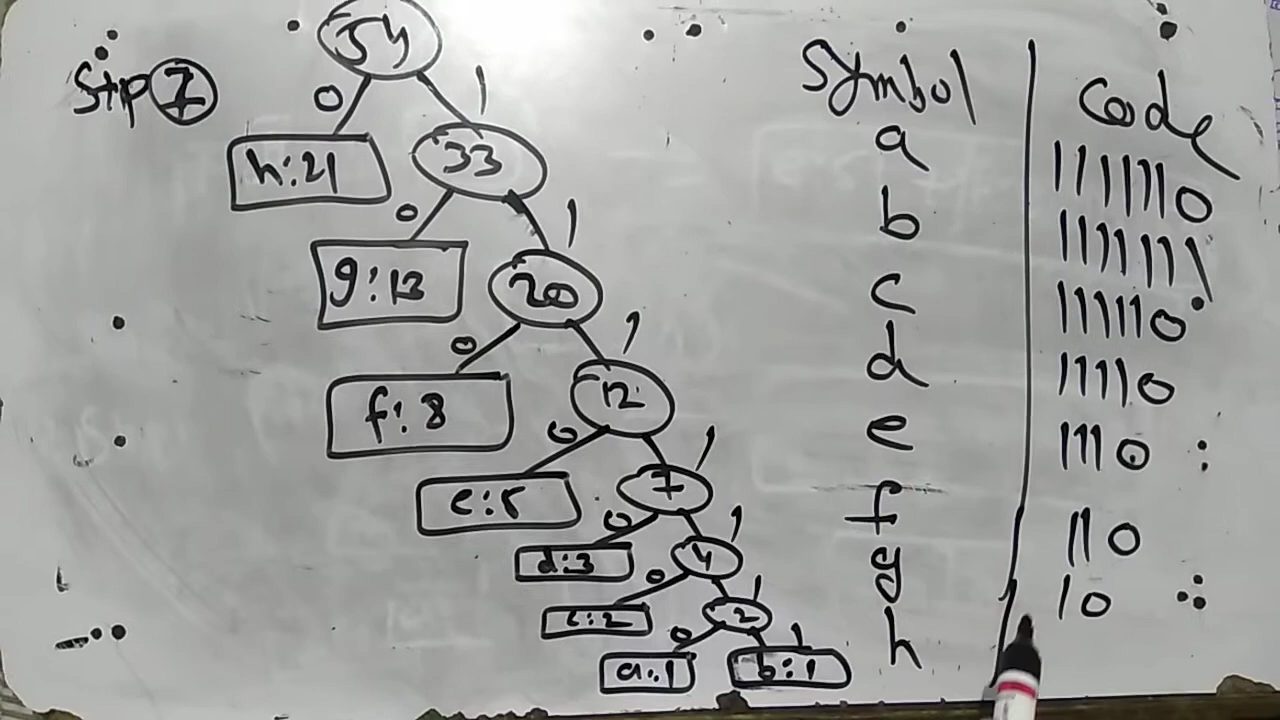 Step 7
54
0 1
h:21
33
0 1
g:13
20
0 1
f:8
12
0 1
e:5
7
0 1
d:3
4
0 1
c:2
2
0 1
a:1
b:1
Symbol Code
a 1111110
b 1111111
c 111110
d 11110
e 1110
f 110
g 10
h